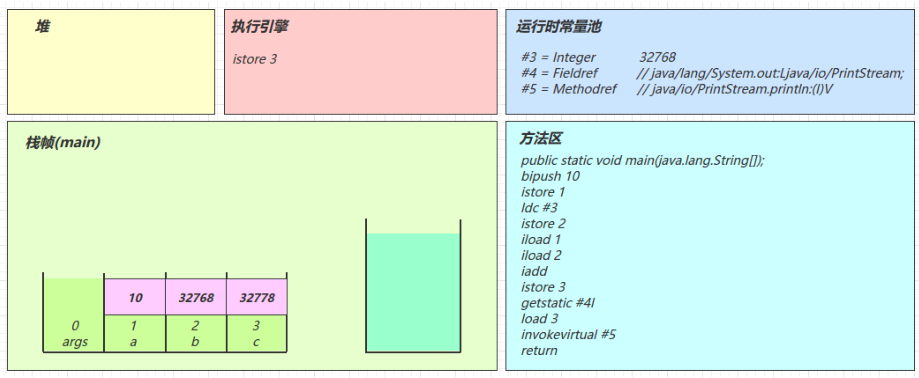 堆
执行引擎
istore 3
运行时常量池
#3 = Integer 32768
#4 = Fieldref // java/lang/System.out:Ljava/io/PrintStream;
#5 = Methodref // java/io/PrintStream.println:(I)V
栈帧(main)
10 32768 32778
0 1 2 3
args a b c
方法区
public static void main(java.lang.String[]);
bipush 10
istore 1
ldc #3
istore 2
iload 1
iload 2
iadd
istore 3
getstatic #4I
load 3
invokevirtual #5
return